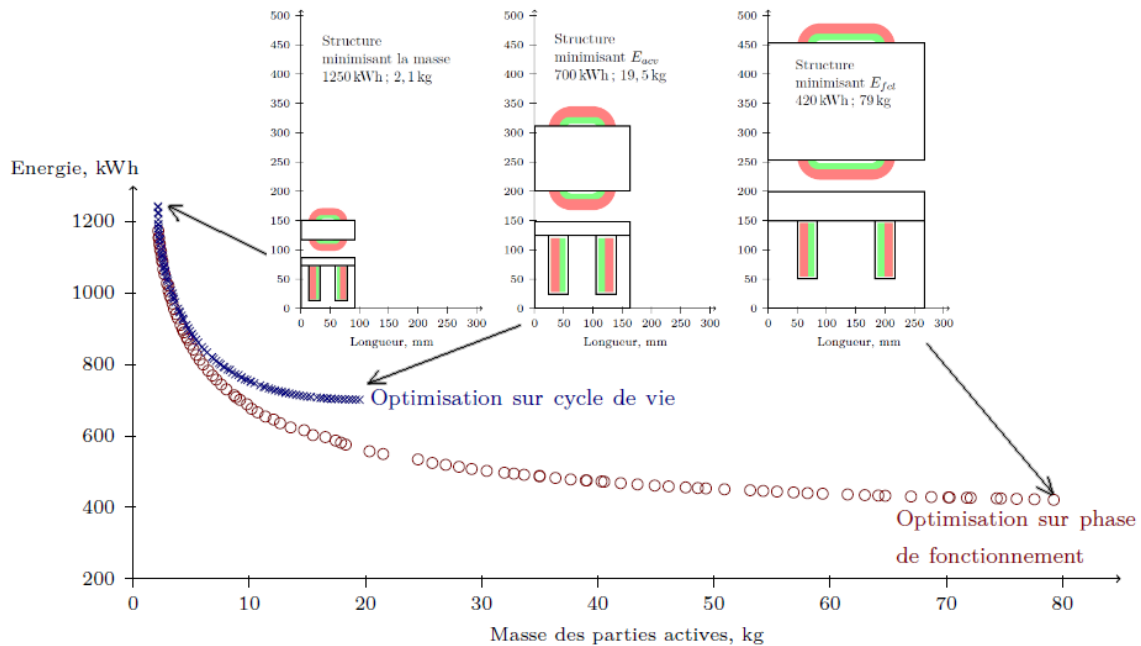 500
450
400
350
300
250
200
150
100
50
0
Structure
minimisant la masse
1250 kWh ; 2,1 kg
0 50 100 150 200 250 300
Longueur, mm
500
450
400
350
300
250
200
150
100
50
0
Structure
minimisant E_acv
700 kWh ; 19,5 kg
0 50 100 150 200 250 300
Longueur, mm
500
450
400
350
300
250
200
150
100
50
0
Structure
minimisant E_fct
420 kWh ; 79 kg
0 50 100 150 200 250 300
Longueur, mm
Energie, kWh
1200
1000
800
600
400
200
Optimisation sur cycle de vie
Optimisation sur phase
de fonctionnement
0 10 20 30 40 50 60 70 80
Masse des parties actives, kg